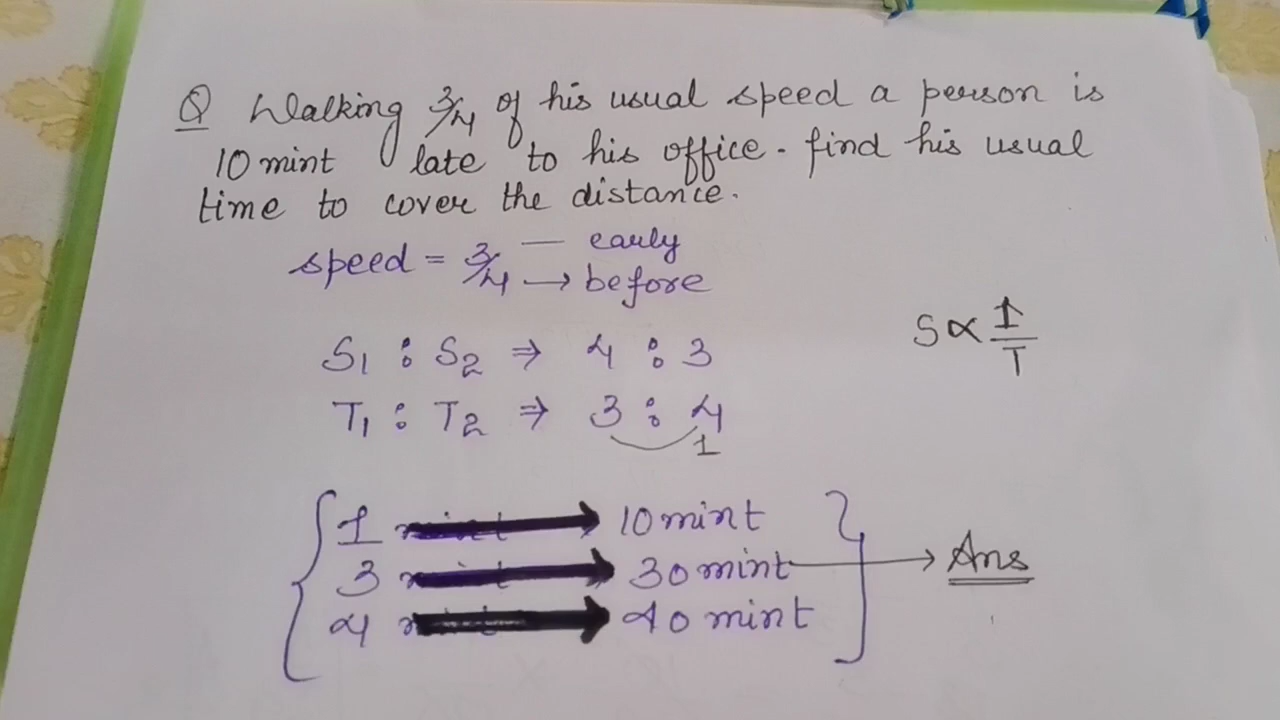 Q Walking 3/4 of his usual speed a person is
10 mint late to his office. find his usual
time to cover the distance.
speed = 3/4 — early
→ before
S1 : S2 ⇒ 4 : 3
S ∝ 1/T
T1 : T2 ⇒ 3 : 4
1
1 → 10 mint
3 → 30 mint → Ans
4 → 40 mint